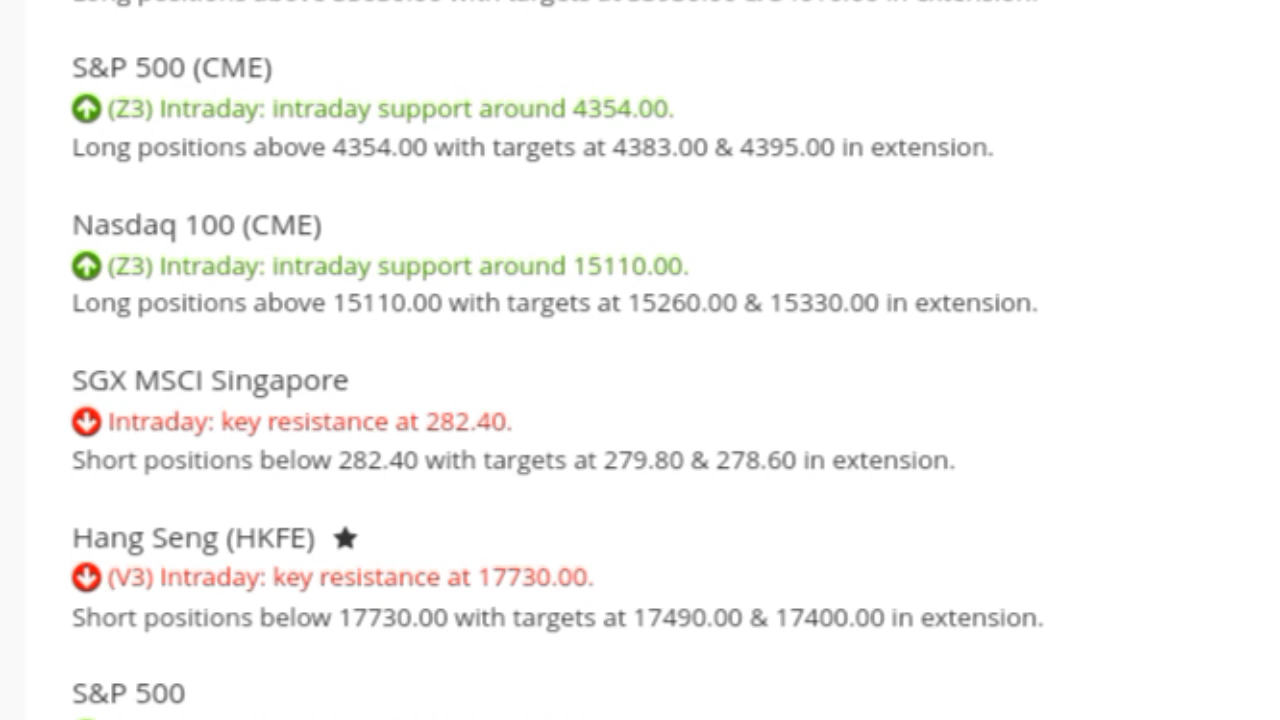 S&P 500 (CME)
(Z3) Intraday: intraday support around 4354.00.
Long positions above 4354.00 with targets at 4383.00 & 4395.00 in extension.
Nasdaq 100 (CME)
(Z3) Intraday: intraday support around 15110.00.
Long positions above 15110.00 with targets at 15260.00 & 15330.00 in extension.
SGX MSCI Singapore
Intraday: key resistance at 282.40.
Short positions below 282.40 with targets at 279.80 & 278.60 in extension.
Hang Seng (HKFE) ★
(V3) Intraday: key resistance at 17730.00.
Short positions below 17730.00 with targets at 17490.00 & 17400.00 in extension.
S&P 500